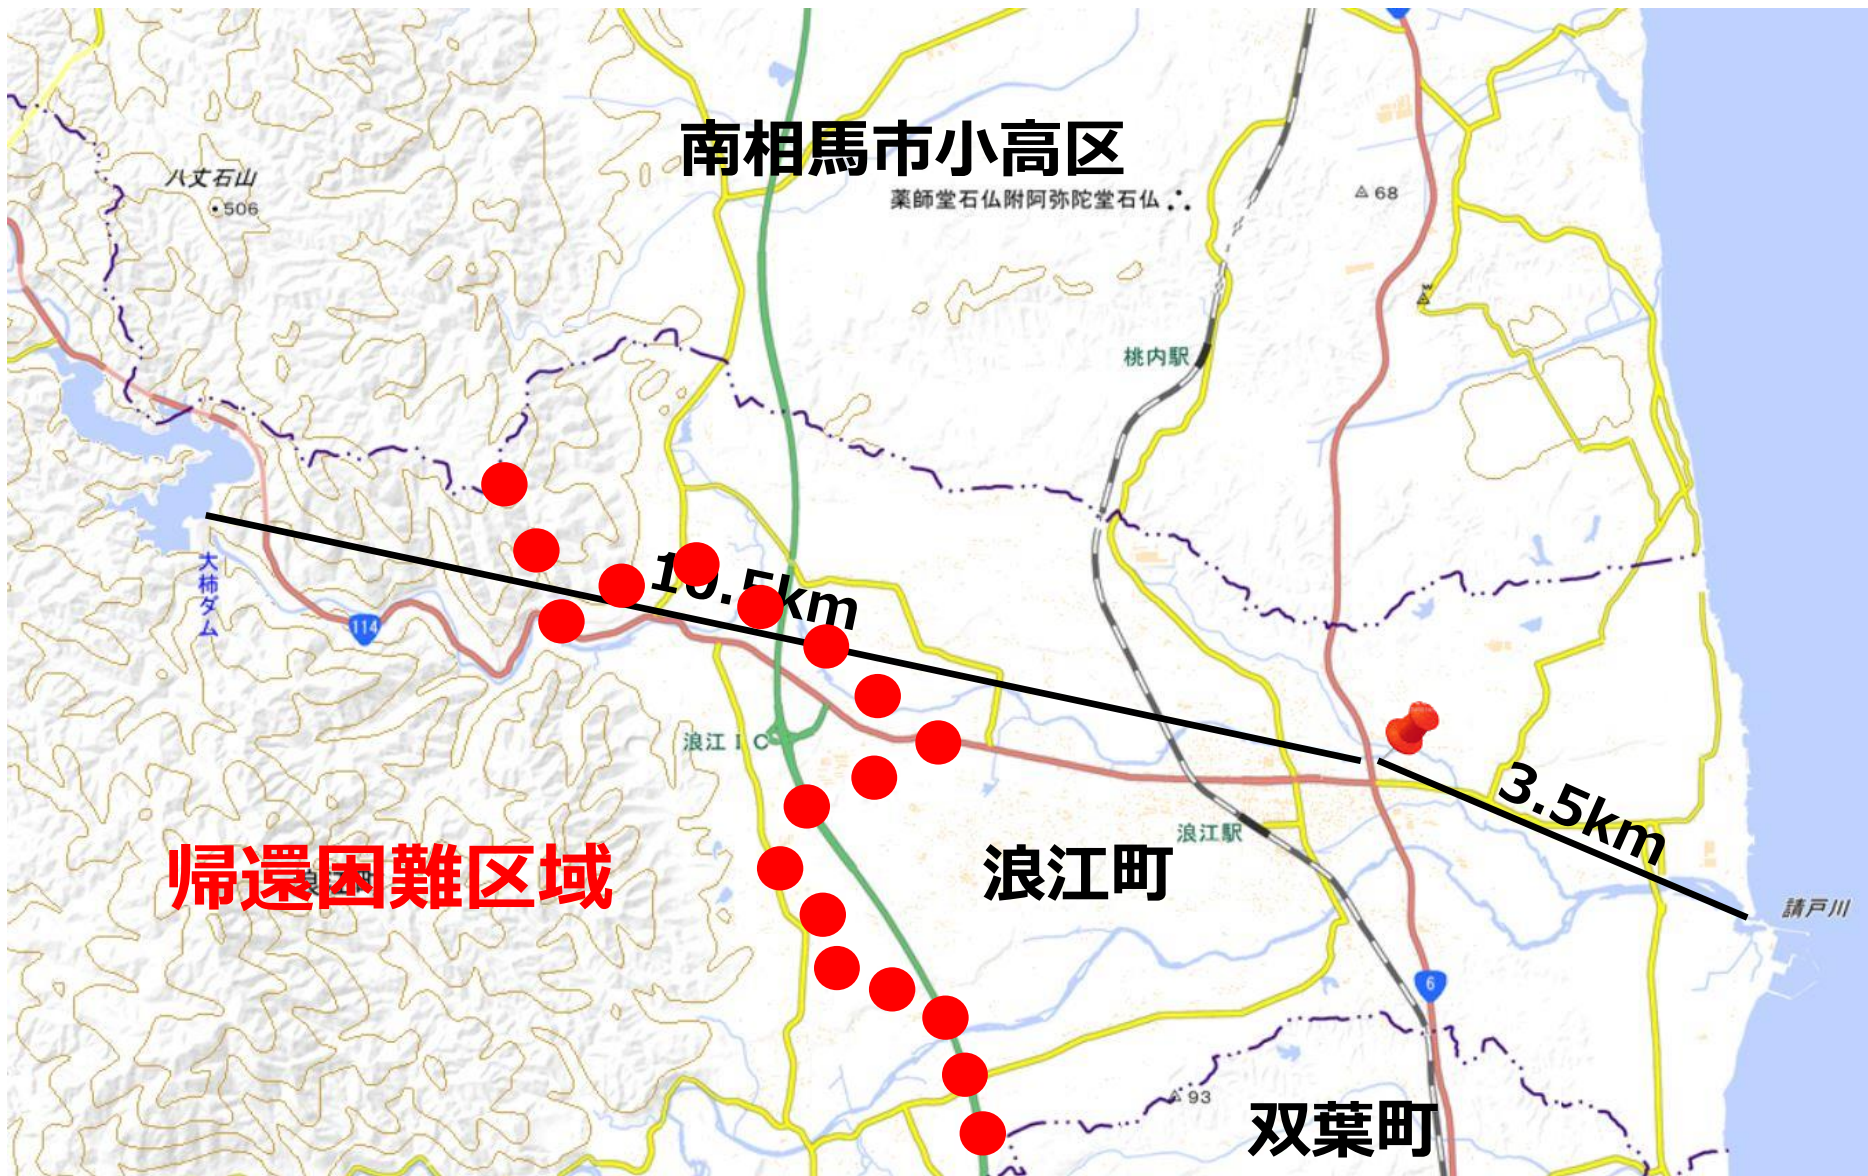 南相馬市小高区
八丈石山
506
薬師堂石仏附阿弥陀堂石仏
68
桃内駅
大柿ダム
10.5km
114
浪江IC
3.5km
浪江駅
帰還困難区域
浪江町
請戸川
6
93
双葉町